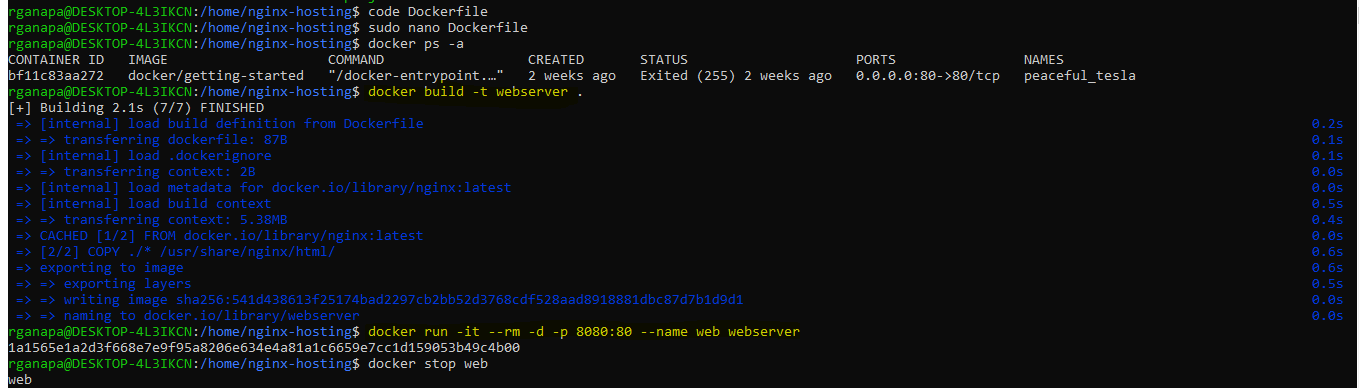 rganapa@DESKTOP-4L3IKCN:/home/nginx-hosting$ code Dockerfile
rganapa@DESKTOP-4L3IKCN:/home/nginx-hosting$ sudo nano Dockerfile
rganapa@DESKTOP-4L3IKCN:/home/nginx-hosting$ docker ps -a
CONTAINER ID   IMAGE                    COMMAND                  CREATED       STATUS                     PORTS                NAMES
bf11c83aa272   docker/getting-started   "/docker-entrypoint.…"   2 weeks ago   Exited (255) 2 weeks ago   0.0.0.0:80->80/tcp   peaceful_tesla
rganapa@DESKTOP-4L3IKCN:/home/nginx-hosting$ docker build -t webserver .
[+] Building 2.1s (7/7) FINISHED
=> [internal] load build definition from Dockerfile 0.2s
=> => transferring dockerfile: 87B 0.1s
=> [internal] load .dockerignore 0.1s
=> => transferring context: 2B 0.0s
=> [internal] load metadata for docker.io/library/nginx:latest 0.0s
=> [internal] load build context 0.5s
=> => transferring context: 5.38MB 0.4s
=> CACHED [1/2] FROM docker.io/library/nginx:latest 0.0s
=> [2/2] COPY ./* /usr/share/nginx/html/ 0.6s
=> exporting to image 0.6s
=> => exporting layers 0.5s
=> => writing image sha256:541d438613f25174bad2297cb2bb52d3768cdf528aad8918881dbc87d7b1d9d1 0.0s
=> => naming to docker.io/library/webserver 0.0s
rganapa@DESKTOP-4L3IKCN:/home/nginx-hosting$ docker run -it --rm -d -p 8080:80 --name web webserver
1a1565e1a2d3f668e7e9f95a8206e634e4a81a1c6659e7cc1d159053b49c4b00
rganapa@DESKTOP-4L3IKCN:/home/nginx-hosting$ docker stop web
web